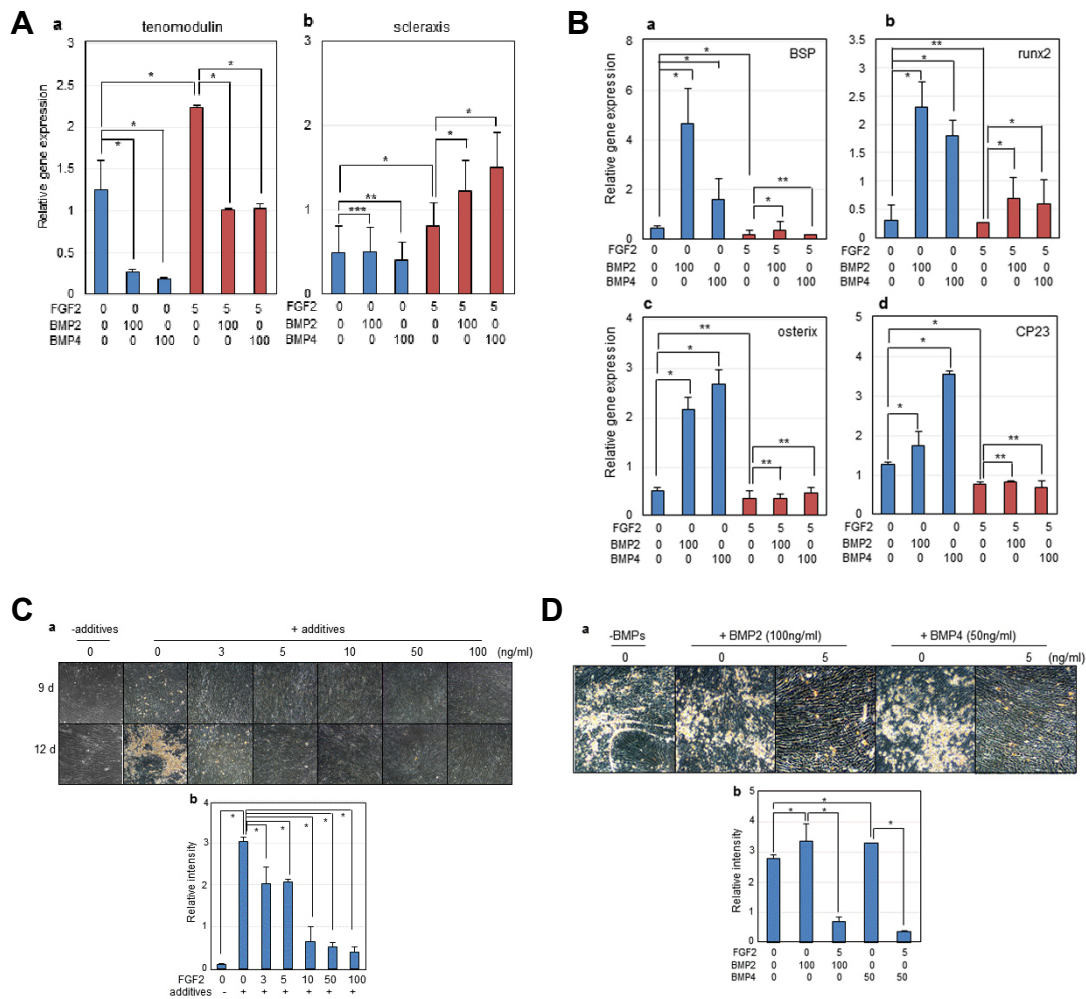 A
a
tenomodulin
Relative gene expression
3
2.5
2
1.5
1
0.5
0
* * * * *
FGF2 0 0 0 5 5 5
BMP2 0 100 0 0 100 0
BMP4 0 0 100 0 0 100
b
scleraxis
3
2
1
0
* ** *** * *
FGF2 0 0 0 5 5 5
BMP2 0 100 0 0 100 0
BMP4 0 0 100 0 0 100
B
a
BSP
Relative gene expression
8
6
4
2
0
* * * ** *
FGF2 0 0 0 5 5 5
BMP2 0 100 0 0 100 0
BMP4 0 0 100 0 0 100
b
runx2
3.5
3
2.5
2
1.5
1
0.5
0
** * * * *
FGF2 0 0 0 5 5 5
BMP2 0 100 0 0 100 0
BMP4 0 0 100 0 0 100
c
osterix
Relative gene expression
4
3
2
1
0
** * * ** **
FGF2 0 0 0 5 5 5
BMP2 0 100 0 0 100 0
BMP4 0 0 100 0 0 100
d
CP23
5
4
3
2
1
0
* * * ** **
FGF2 0 0 0 5 5 5
BMP2 0 100 0 0 100 0
BMP4 0 0 100 0 0 100
C
a
-additives + additives
0 0 3 5 10 50 100 (ng/ml)
9 d
12 d
b
Relative intensity
4
3
2
1
0
* * * * * *
FGF2 0 0 3 5 10 50 100
additives - + + + + + +
D
a
-BMPs + BMP2 (100ng/ml) + BMP4 (50ng/ml)
0 0 5 0 5 (ng/ml)
b
Relative intensity
5
4
3
2
1
0
* * * *
FGF2 0 0 5 0 5
BMP2 0 100 100 0 0
BMP4 0 0 0 50 50